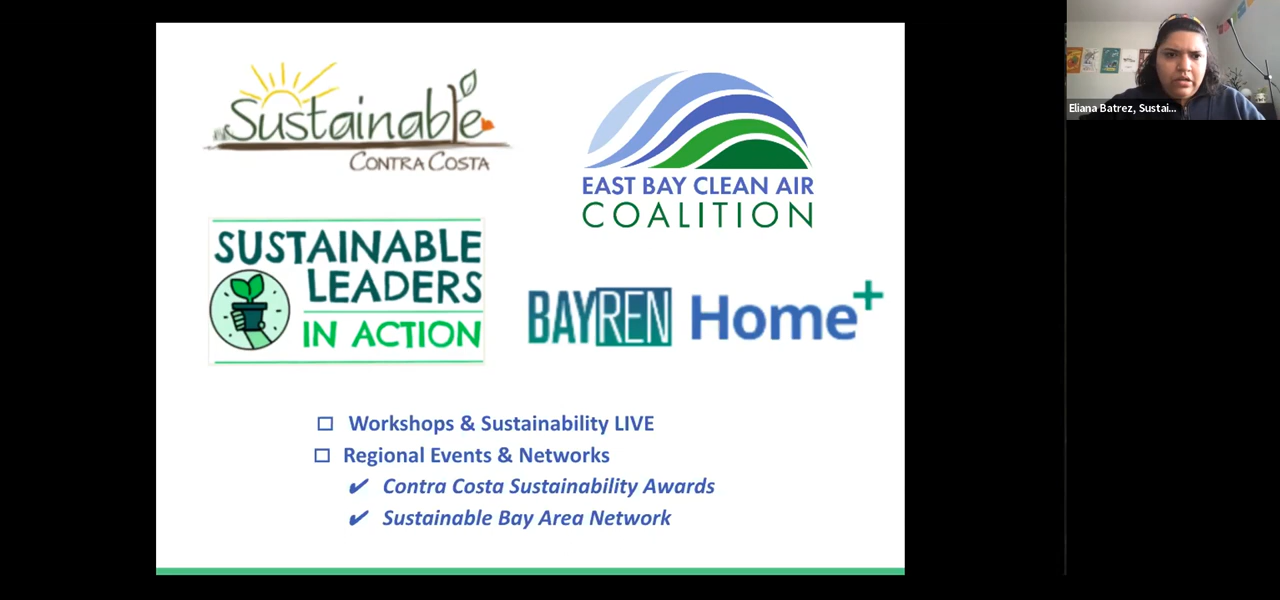 Sustainable
CONTRA COSTA
EAST BAY CLEAN AIR
COALITION
SUSTAINABLE
LEADERS
IN ACTION
BAYREN Home+
Workshops & Sustainability LIVE
Regional Events & Networks
✔ Contra Costa Sustainability Awards
✔ Sustainable Bay Area Network
Eliana Batrez, Sustai...